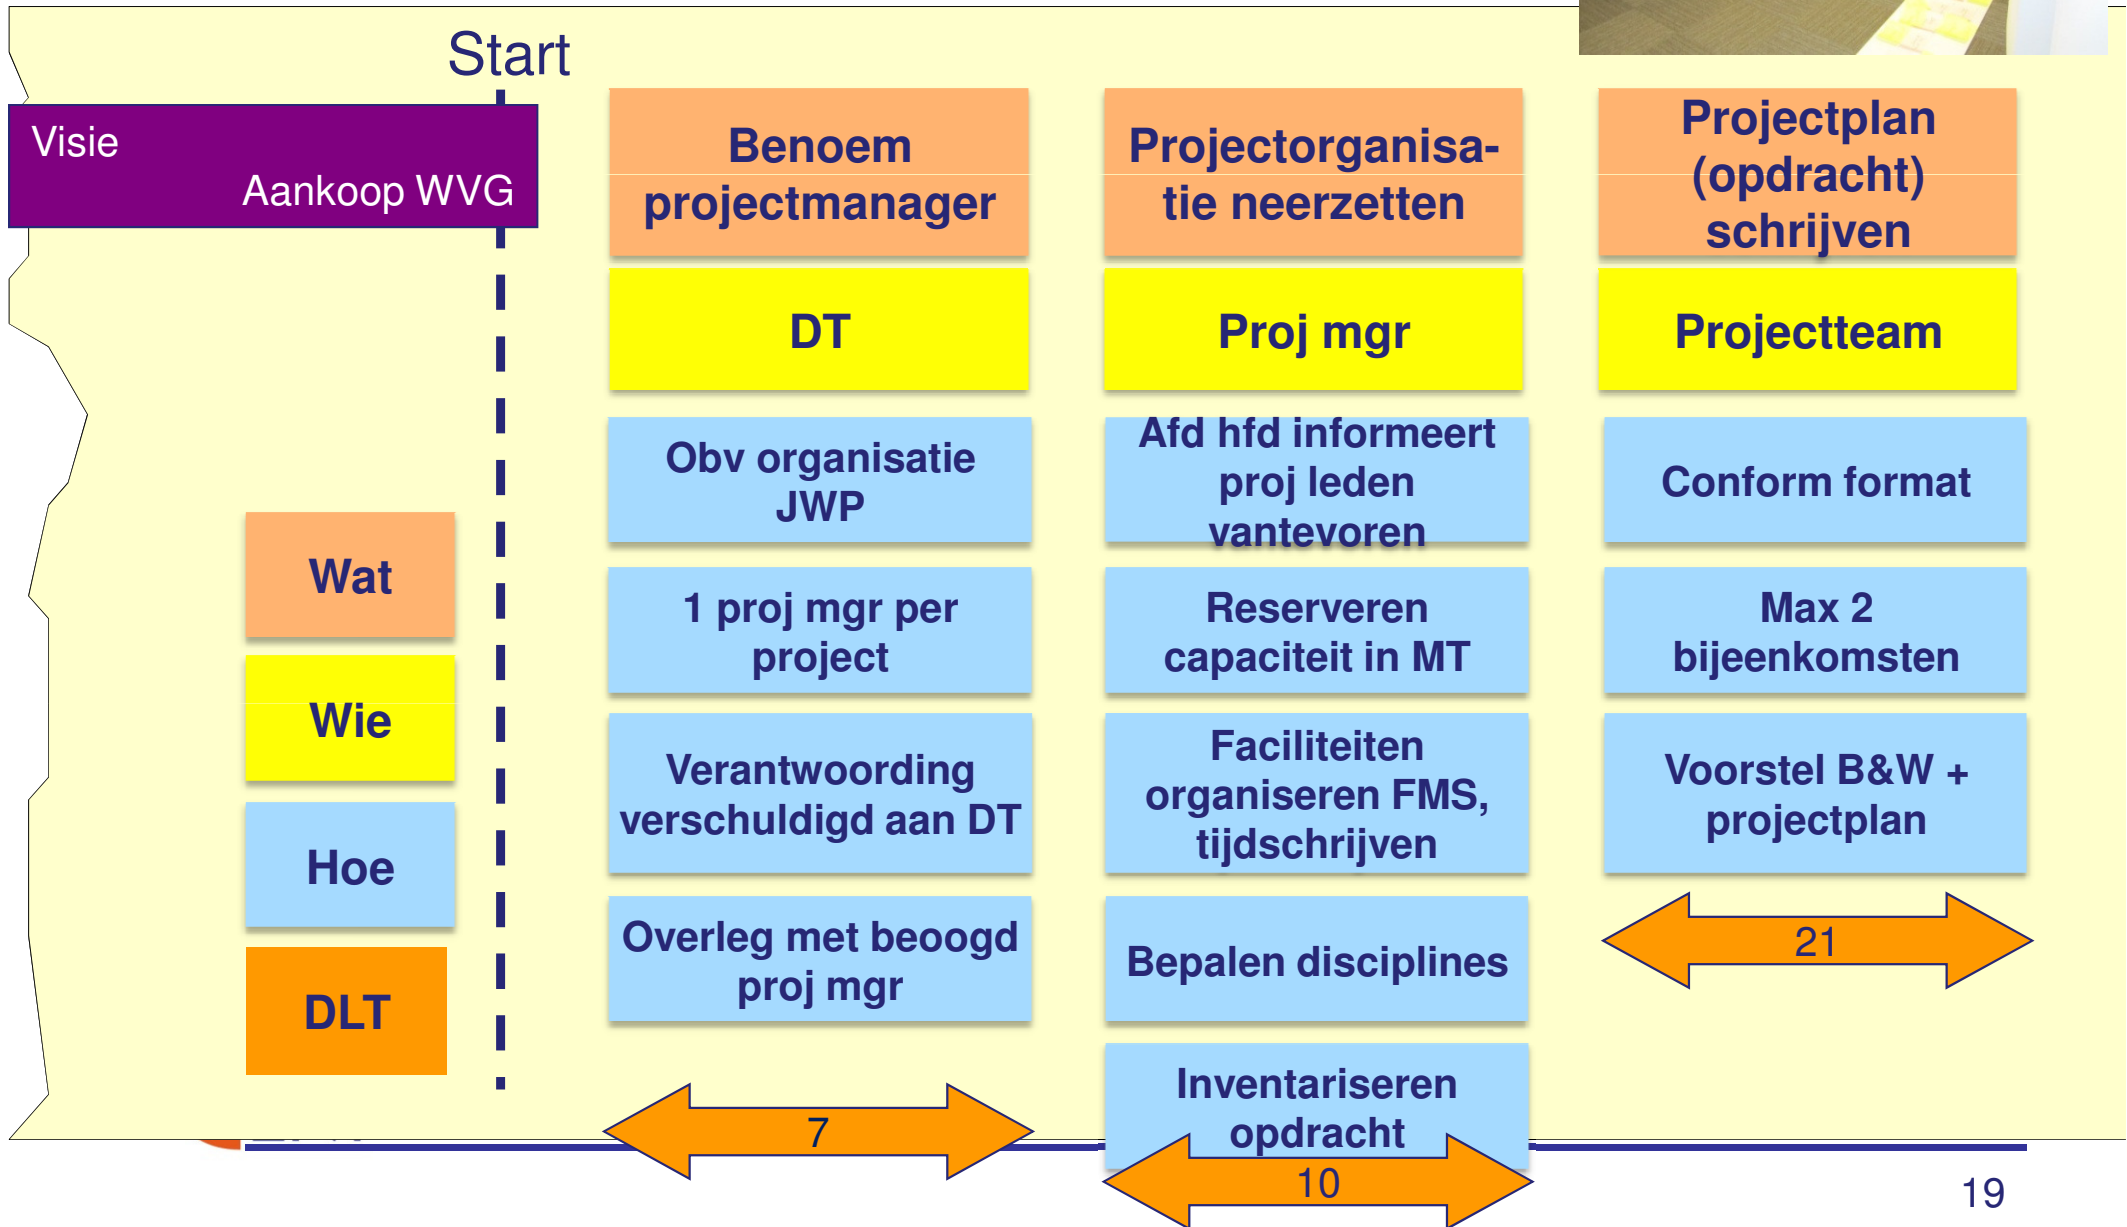 Start
Visie
Aankoop WVG
Benoem
projectmanager
Projectorganisa-
tie neerzetten
Projectplan
(opdracht)
schrijven
DT
Proj mgr
Projectteam
Obv organisatie
JWP
Afd hfd informeert
proj leden
vantevoren
Conform format
Wat
1 proj mgr per
project
Reserveren
capaciteit in MT
Max 2
bijeenkomsten
Wie
Verantwoording
verschuldigd aan DT
Faciliteiten
organiseren FMS,
tijdschrijven
Voorstel B&W +
projectplan
Hoe
Overleg met beoogd
proj mgr
Bepalen disciplines
21
DLT
Inventariseren
opdracht
7
10
19